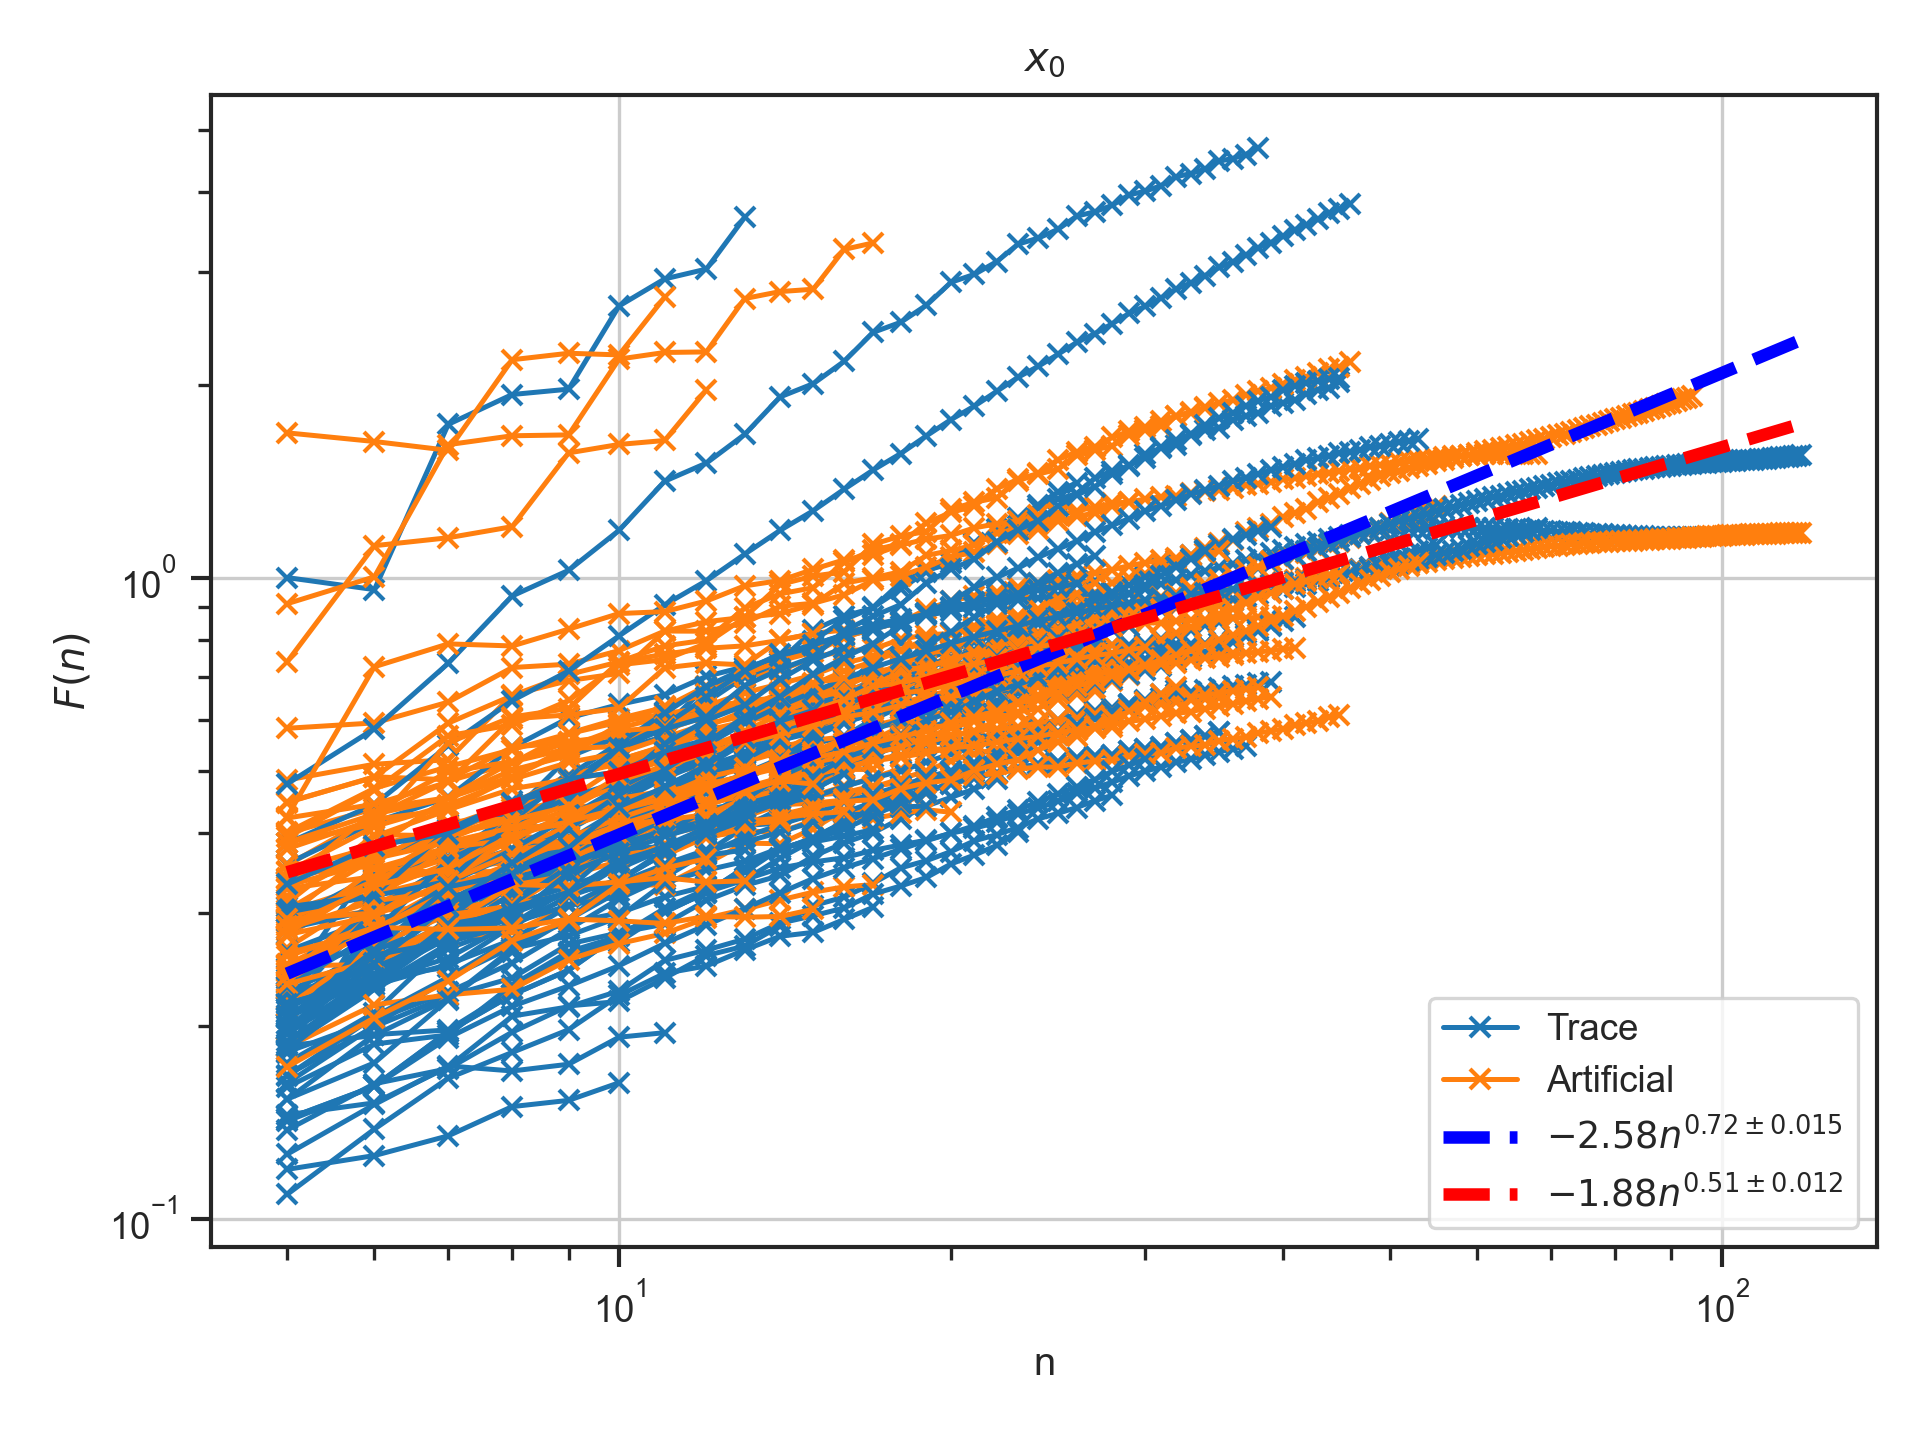 x₀
F(n)
10⁰
10⁻¹
10¹
10²
n
Trace
Artificial
−2.58n^{0.72±0.015}
−1.88n^{0.51±0.012}